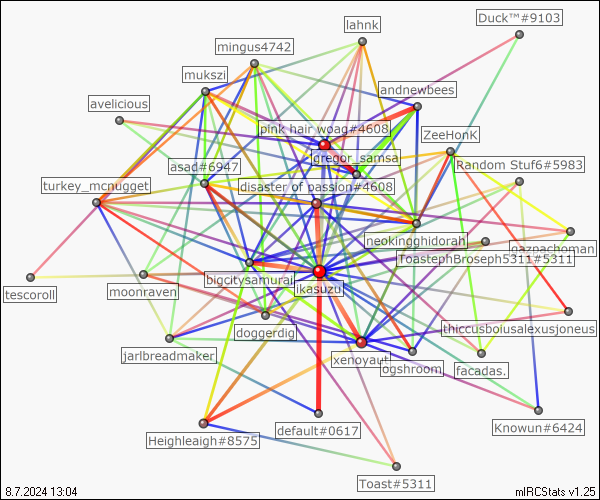 Duck™#9103
lahnk
mingus4742
mukszi
andnewbees
avelicious
pink hair woag#4608
ZeeHonk
gregor_samsa
asad#6947
Random Stuf6#5983
turkey_mcnugget
disaster of passion#4608
neokingghidorah
nazpachoman
ToastephBroseph5311#5311
bigcitysamurai
ikasuzu
tescoroll
moonraven
doggerdig
thiccusboiusalexusjoneus
jarlbreadmaker
xenoyaut
ogshroom
facadas.
default#0617
Knowun#6424
Heighleaigh#8575
Toast#5311
8.7.2024 13:04
mIRCStats v1.25